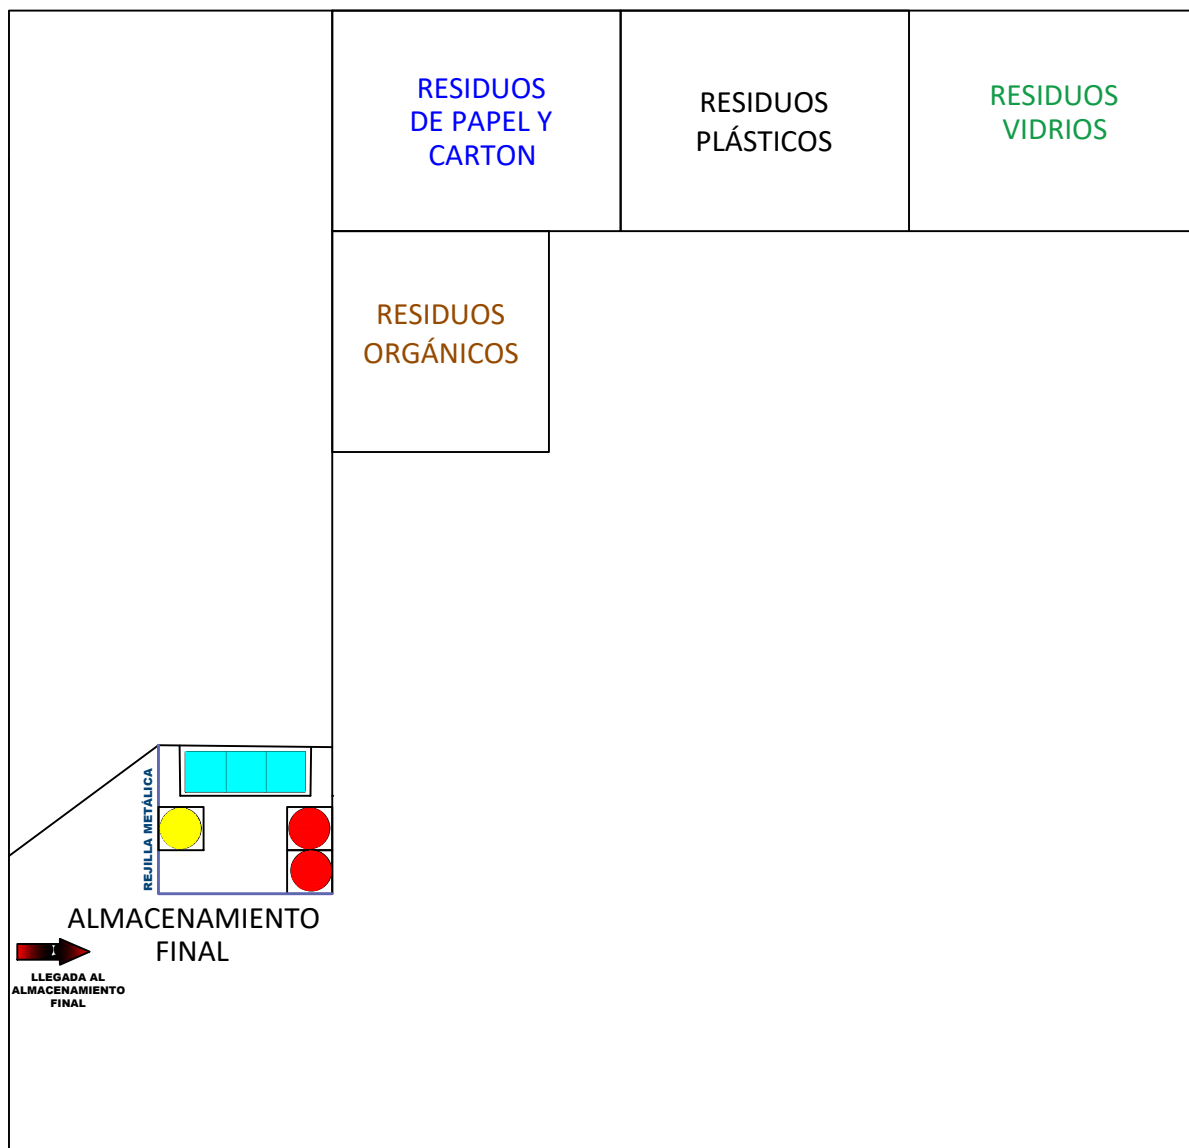 RESIDUOS
DE PAPEL Y
CARTON
RESIDUOS
PLÁSTICOS
RESIDUOS
VIDRIOS
RESIDUOS
ORGÁNICOS
REJILLA METÁLICA
ALMACENAMIENTO
FINAL
I
LLEGADA AL
ALMACENAMIENTO
FINAL